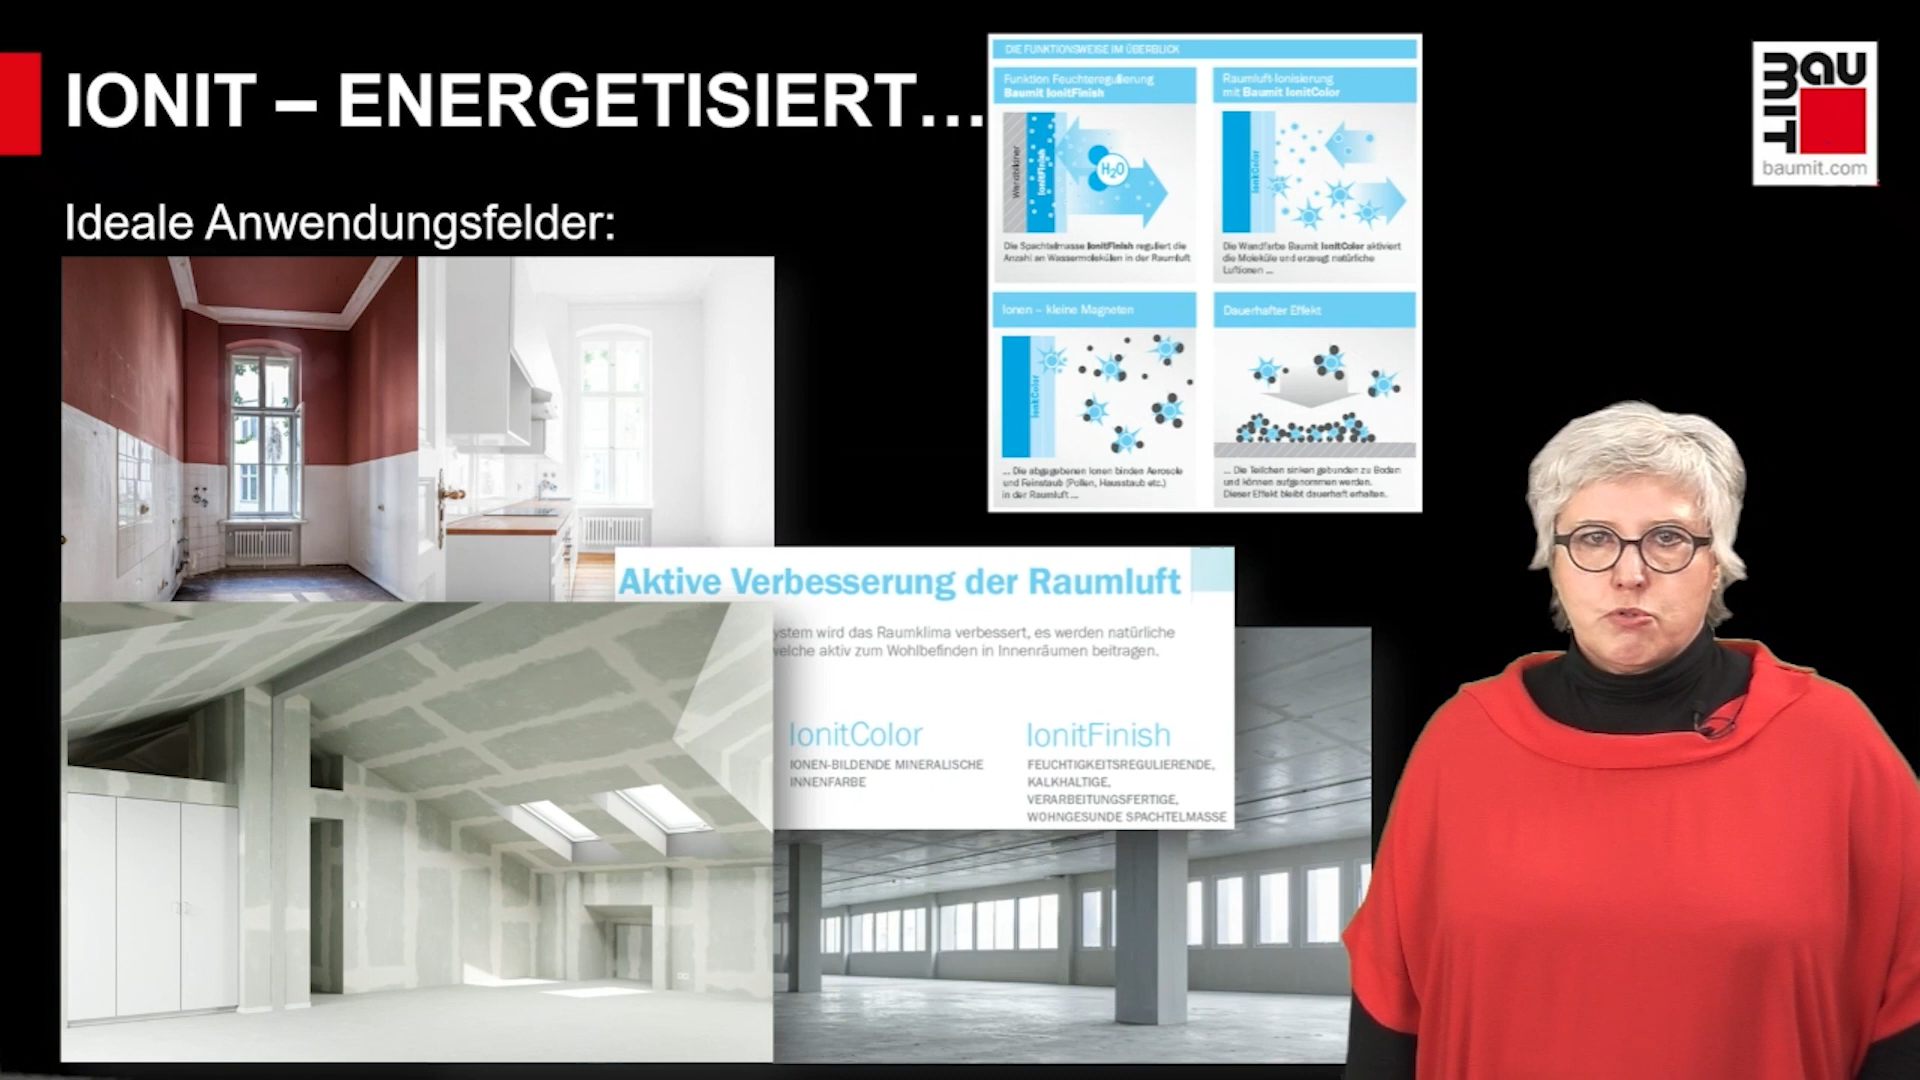 IONIT – ENERGETISIERT...
Ideale Anwendungsfelder:
DIE FUNKTIONSWEISE IM ÜBERBLICK
Funktion Feuchteregulierung
Baumit IonitFinish
Wandbildner
IonitFinish
H₂O
Die Spachtelmasse IonitFinish reguliert die
Anzahl an Wassermolekülen in der Raumluft
Raumluft-Ionisierung
mit Baumit IonitColor
IonitColor
Die Wandfarbe Baumit IonitColor aktiviert
die Moleküle und erzeugt natürliche
Luftionen ...
Ionen – kleine Magneten
IonitColor
... Die abgegebenen Ionen binden Aerosole
und Feinstaub (Pollen, Hausstaub etc.)
in der Raumluft ...
Dauerhafter Effekt
... Die Teilchen sinken gebunden zu Boden
und können aufgenommen werden.
Dieser Effekt bleibt dauerhaft erhalten.
bauMIT
baumit.com
Aktive Verbesserung der Raumluft
ystem wird das Raumklima verbessert, es werden natürliche
welche aktiv zum Wohlbefinden in Innenräumen beitragen.
IonitColor
IONEN-BILDENDE MINERALISCHE
INNENFARBE
IonitFinish
FEUCHTIGKEITSREGULIERENDE,
KALKHALTIGE,
VERARBEITUNGSFERTIGE,
WOHNGESUNDE SPACHTELMASSE